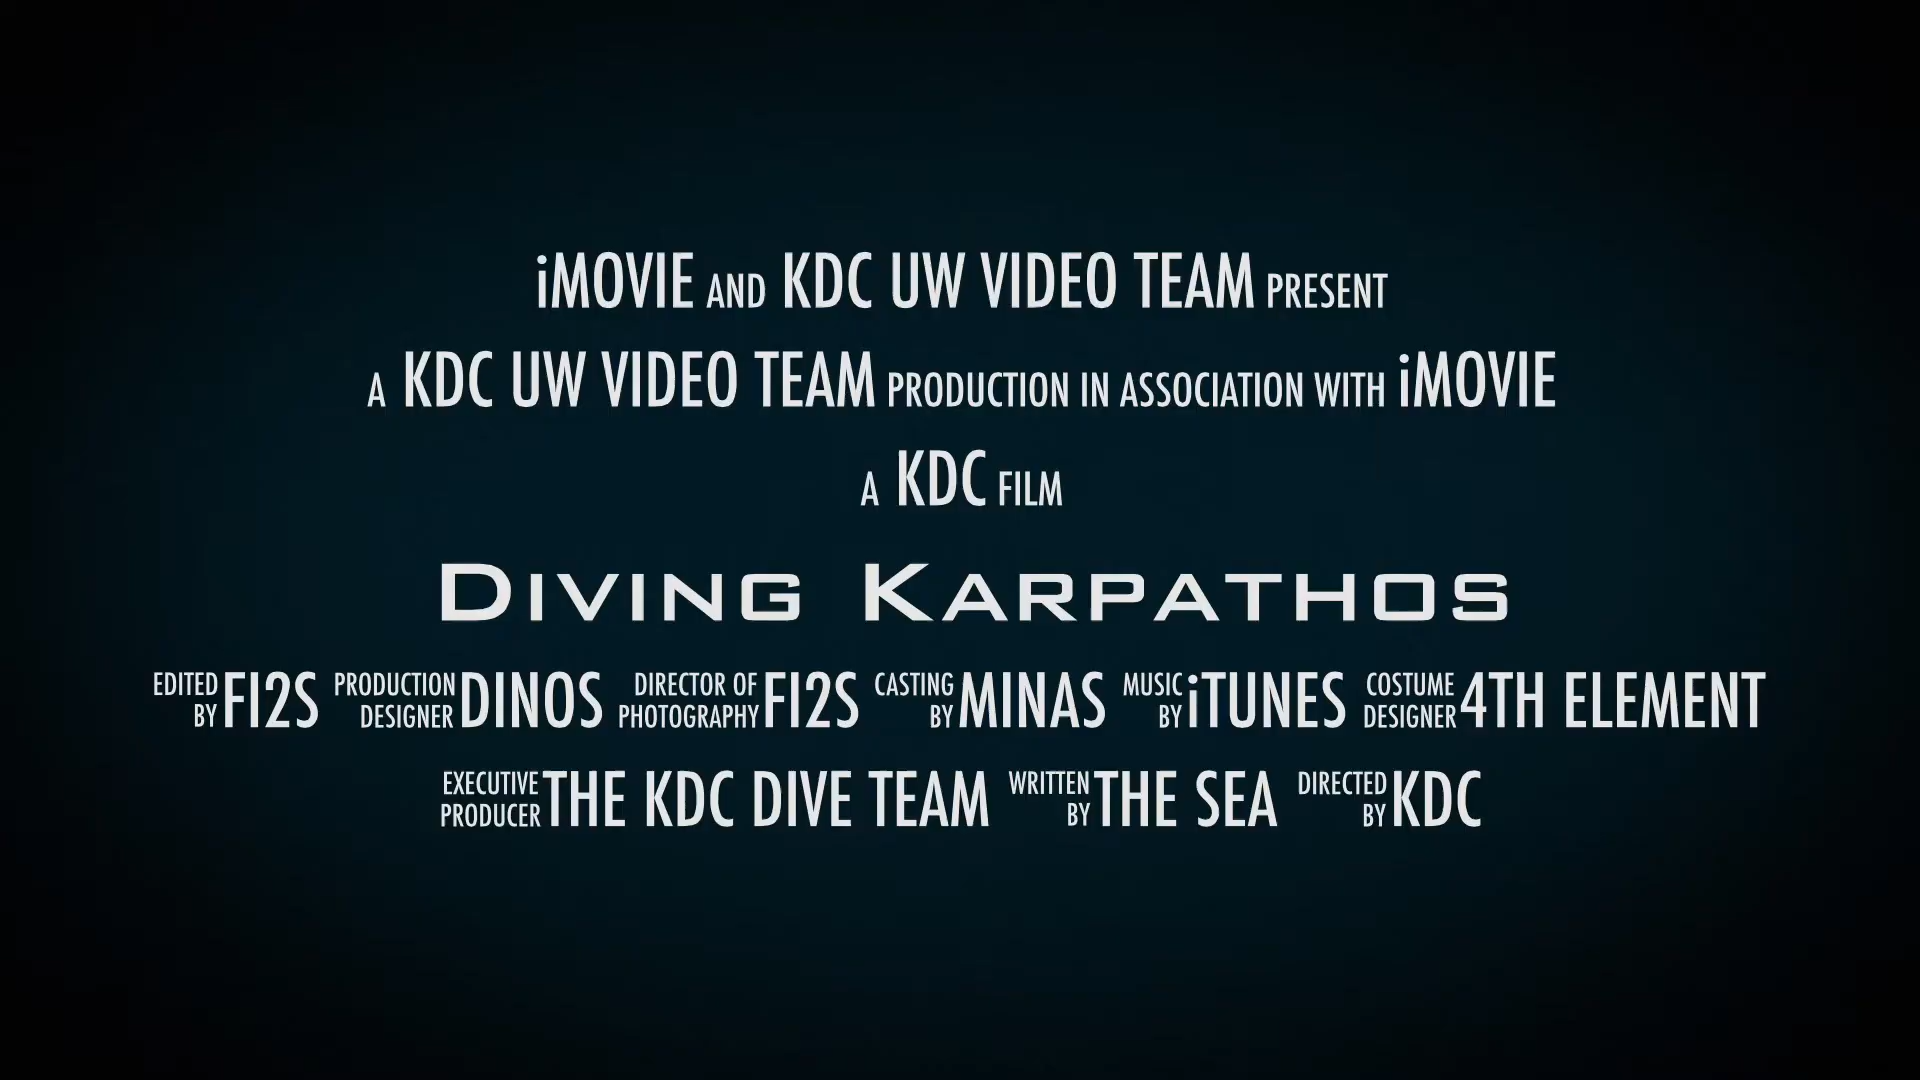 iMOVIE AND KDC UW VIDEO TEAM PRESENT
A KDC UW VIDEO TEAM PRODUCTION IN ASSOCIATION WITH iMOVIE
A KDC FILM
DIVING KARPATHOS
EDITED BY FI2S PRODUCTION DESIGNER DINOS DIRECTOR OF PHOTOGRAPHY FI2S CASTING BY MINAS MUSIC BY iTUNES COSTUME DESIGNER 4TH ELEMENT
EXECUTIVE PRODUCER THE KDC DIVE TEAM WRITTEN BY THE SEA DIRECTED BY KDC